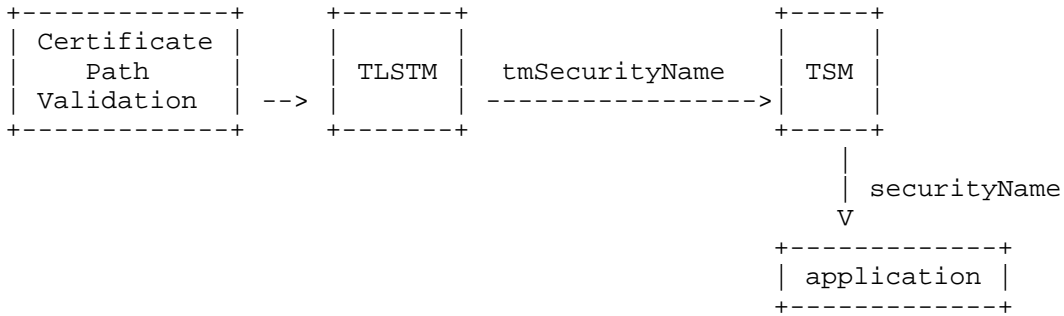 Certificate
Path TLSTM tmSecurityName TSM
Validation -->
securityName
V
application